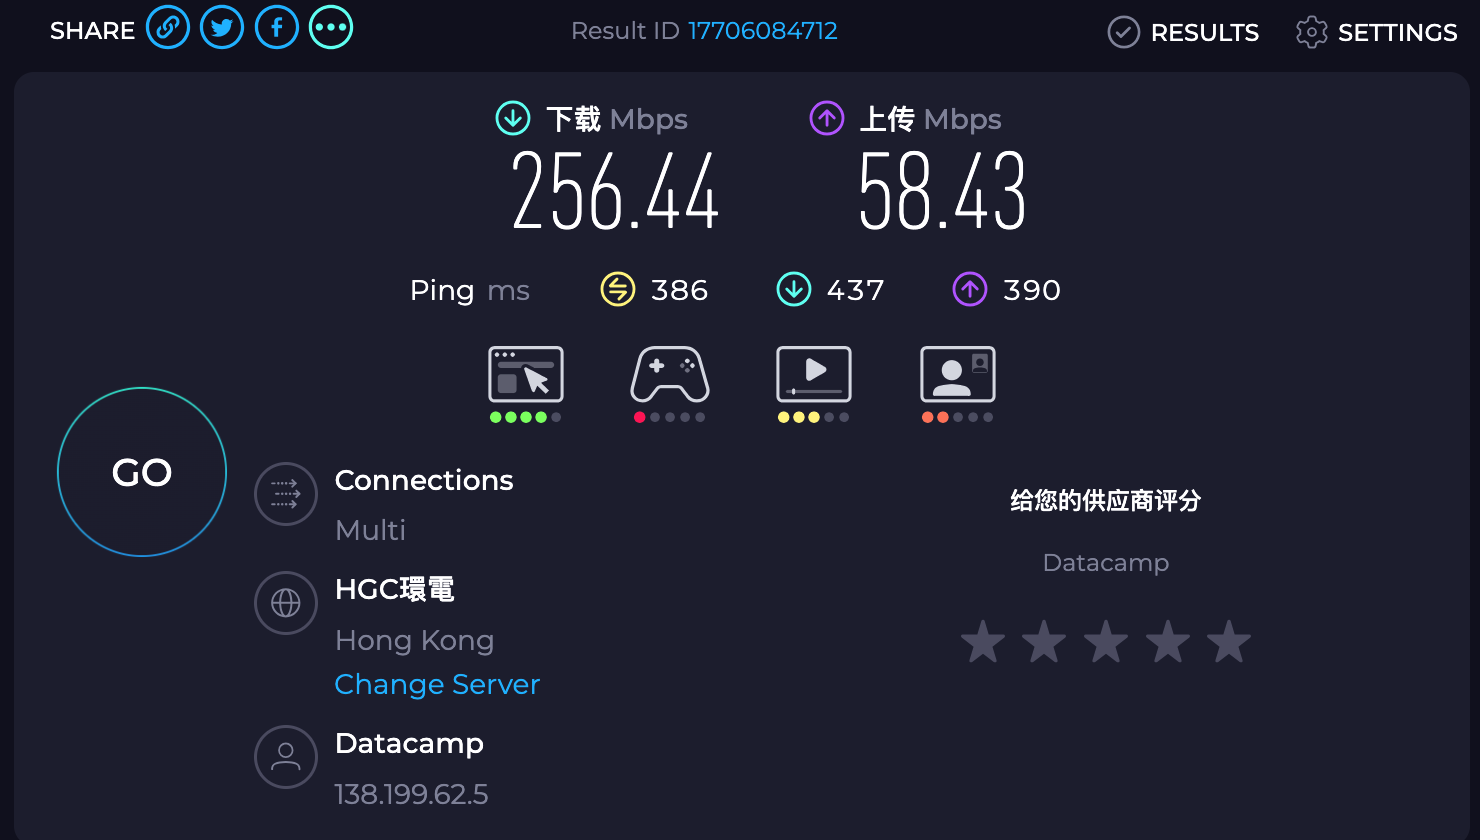 SHARE
Result ID 17706084712
RESULTS
SETTINGS
下载 Mbps
256.44
上传 Mbps
58.43
Ping ms
386
437
390
GO
Connections
Multi
HGC環電
Hong Kong
Change Server
Datacamp
138.199.62.5
给您的供应商评分
Datacamp